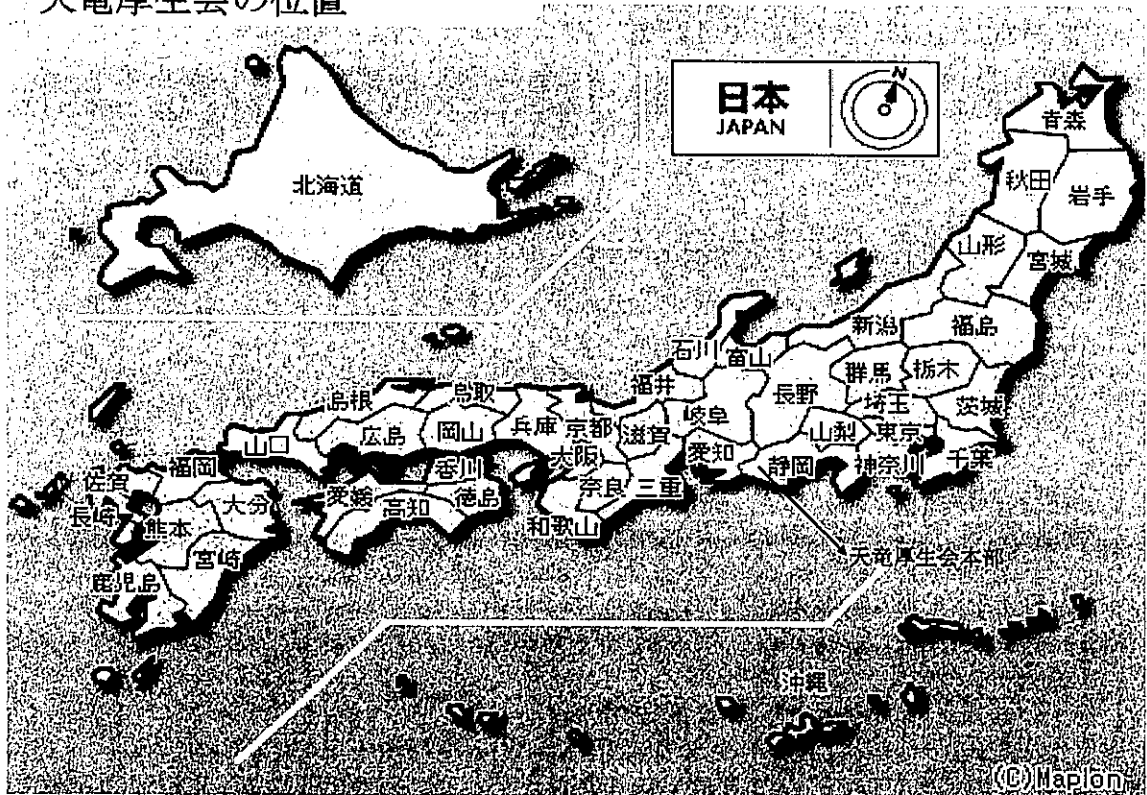 天竜厚生会の位置
日本
JAPAN
N
北海道
青森
秋田
岩手
山形
宮城
新潟
福島
石川
富山
群馬
栃木
福井
長野
埼玉
茨城
島根
鳥取
岐阜
山口
広島
岡山
兵庫
京都
滋賀
山梨
東京
福岡
香川
大阪
愛知
静岡
神奈川
千葉
佐賀
大分
愛媛
高知
徳島
奈良
三重
長崎
熊本
和歌山
宮崎
鹿児島
天竜厚生会本部
沖縄
(C)Mapion